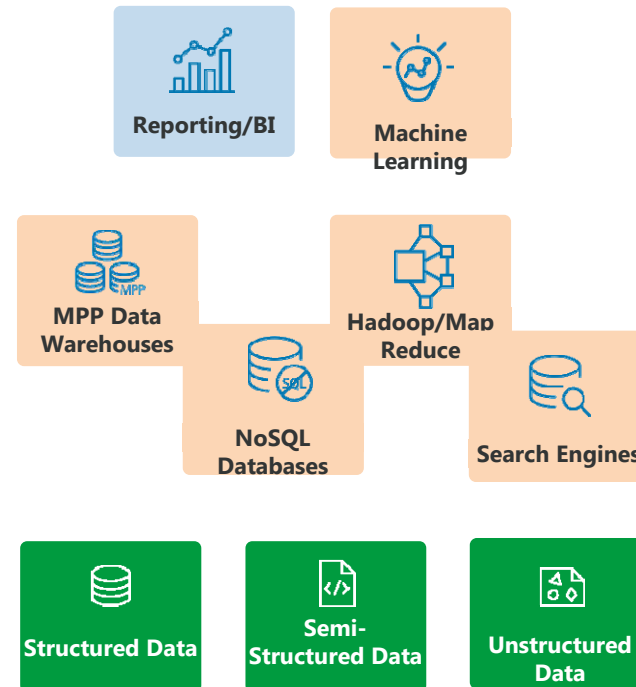 Reporting/BI
Machine
Learning
MPP
MPP Data
Warehouses
Hadoop/Map
Reduce
SQL
NoSQL
Databases
Search Engines
</>
Structured Data
Semi-
Structured Data
Unstructured
Data